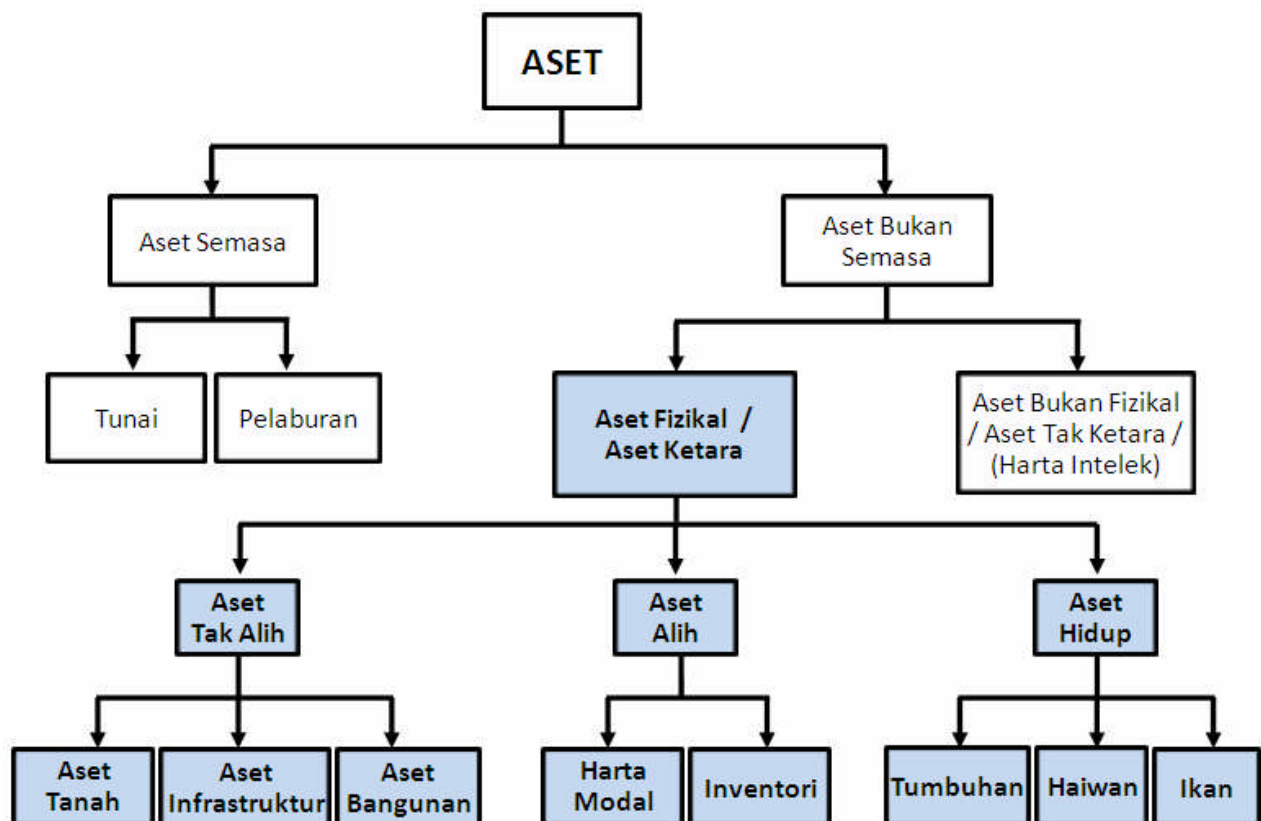 ASET
Aset Semasa
Aset Bukan
Semasa
Tunai
Pelaburan
Aset Fizikal /
Aset Ketara
Aset Bukan Fizikal
/ Aset Tak Ketara /
(Harta Intelek)
Aset
Tak Alih
Aset
Alih
Aset
Hidup
Aset
Tanah
Aset
Infrastruktur
Aset
Bangunan
Harta
Modal
Inventori
Tumbuhan
Haiwan
Ikan